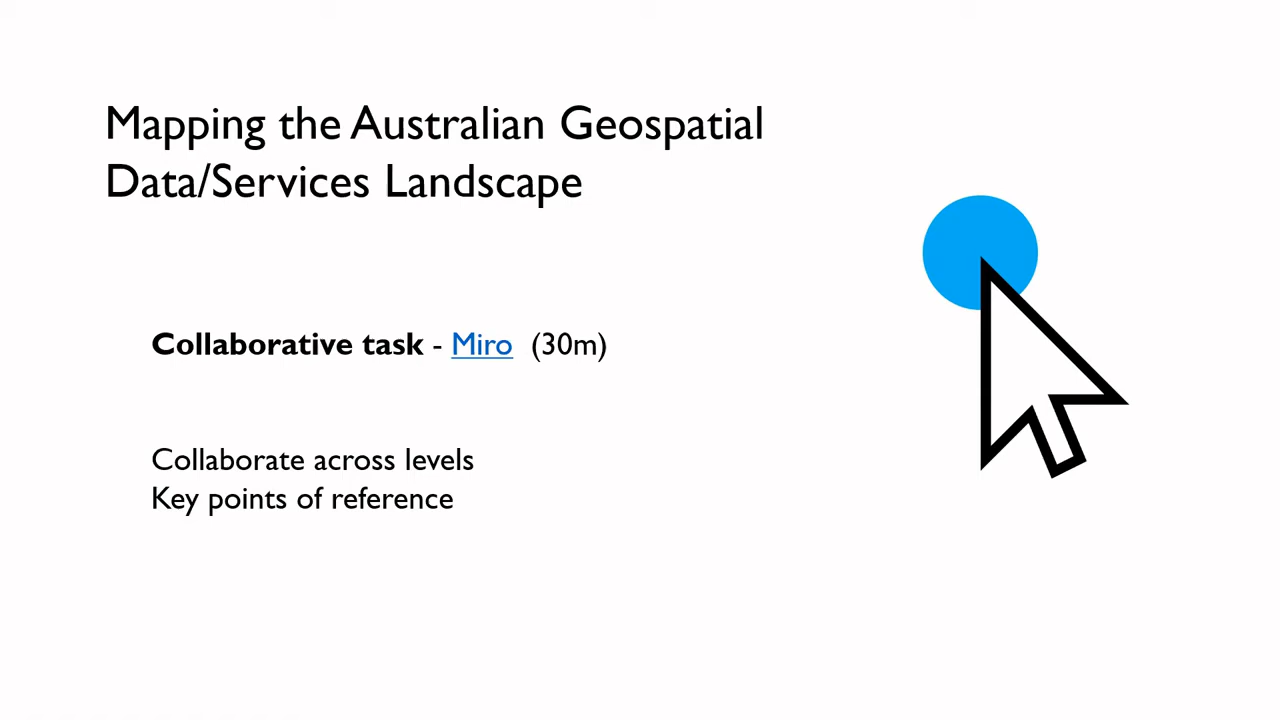 Mapping the Australian Geospatial
Data/Services Landscape
Collaborative task - Miro (30m)
Collaborate across levels
Key points of reference